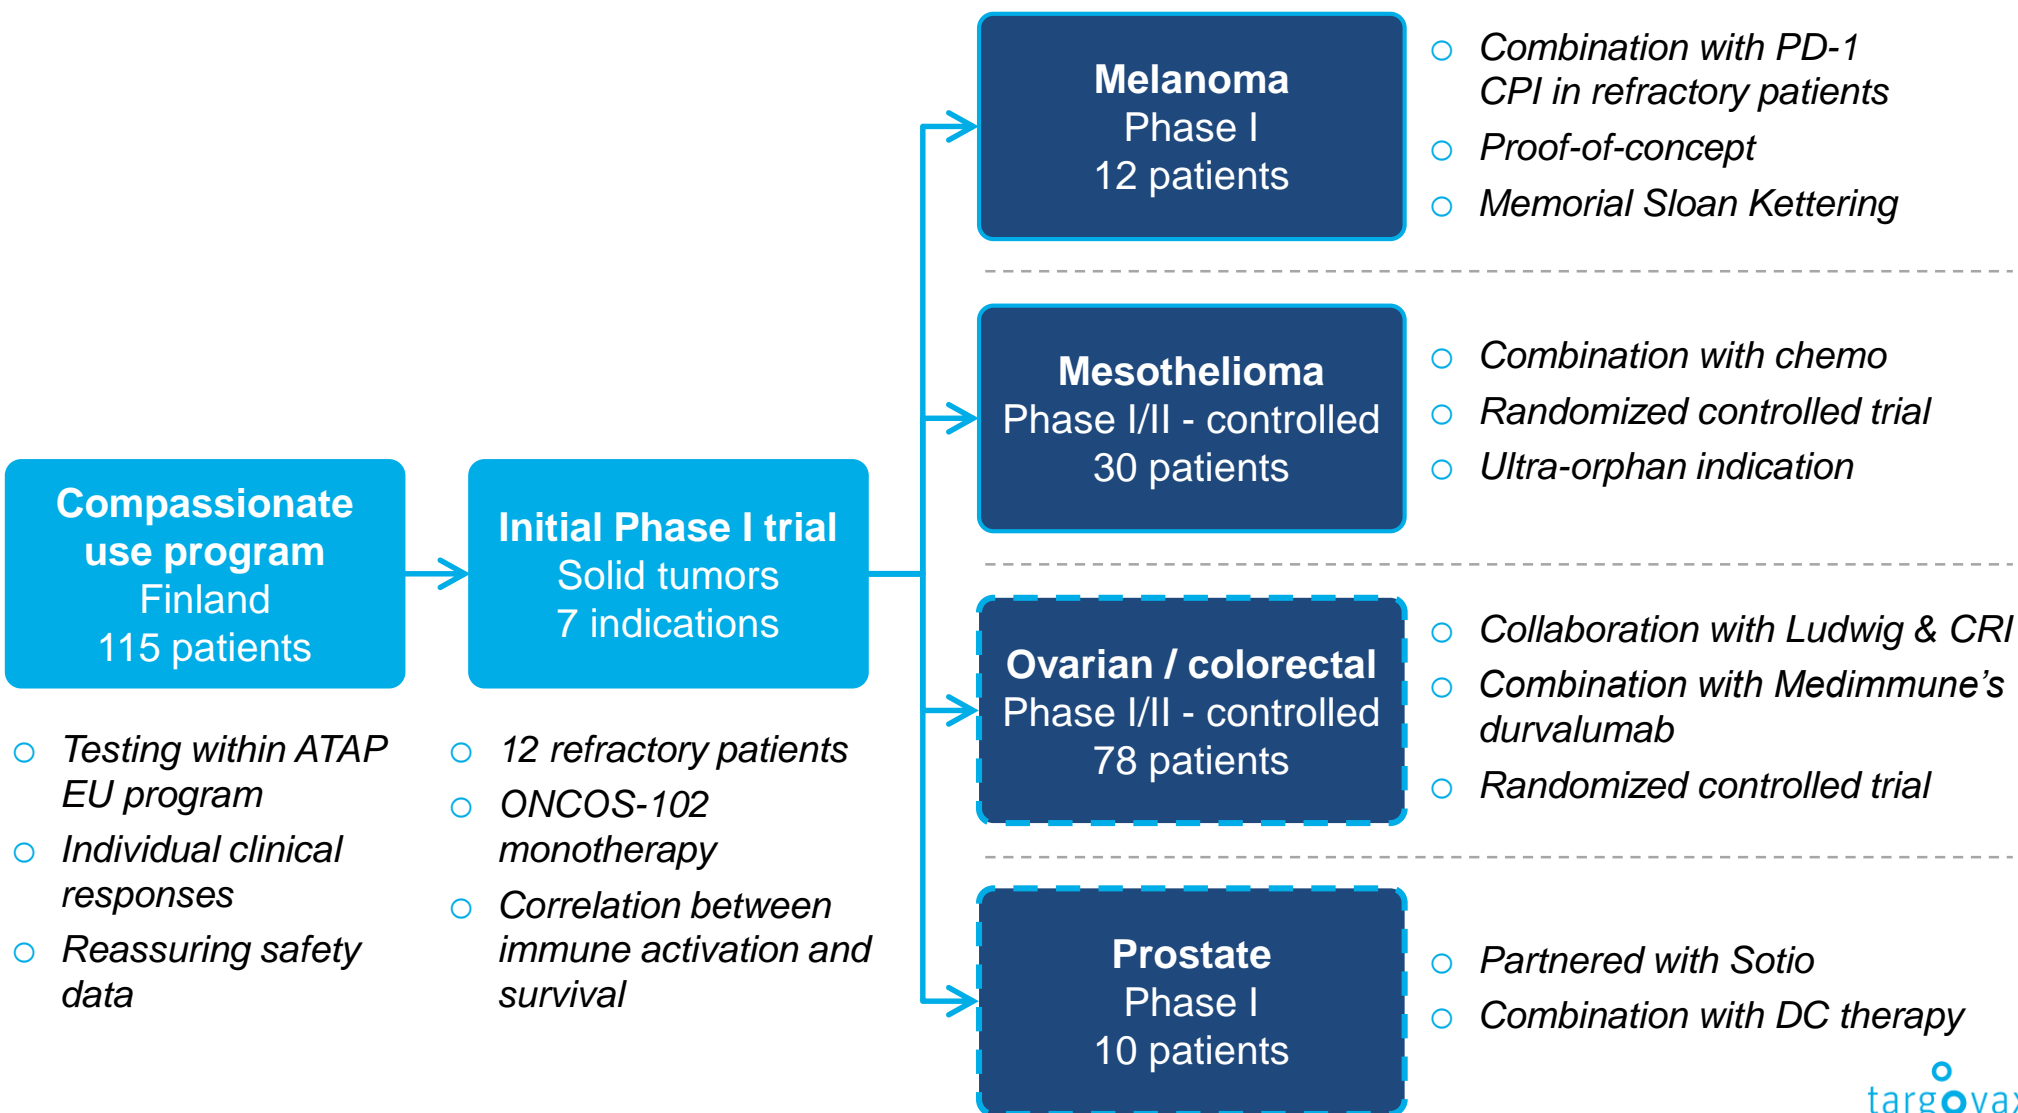 Compassionate
use program
Finland
115 patients
Testing within ATAP
EU program
Individual clinical
responses
Reassuring safety
data
Initial Phase I trial
Solid tumors
7 indications
12 refractory patients
ONCOS-102
monotherapy
Correlation between
immune activation and
survival
Melanoma
Phase I
12 patients
Combination with PD-1
CPI in refractory patients
Proof-of-concept
Memorial Sloan Kettering
Mesothelioma
Phase I/II - controlled
30 patients
Combination with chemo
Randomized controlled trial
Ultra-orphan indication
Ovarian / colorectal
Phase I/II - controlled
78 patients
Collaboration with Ludwig & CRI
Combination with Medimmune’s
durvalumab
Randomized controlled trial
Prostate
Phase I
10 patients
Partnered with Sotio
Combination with DC therapy
targovax